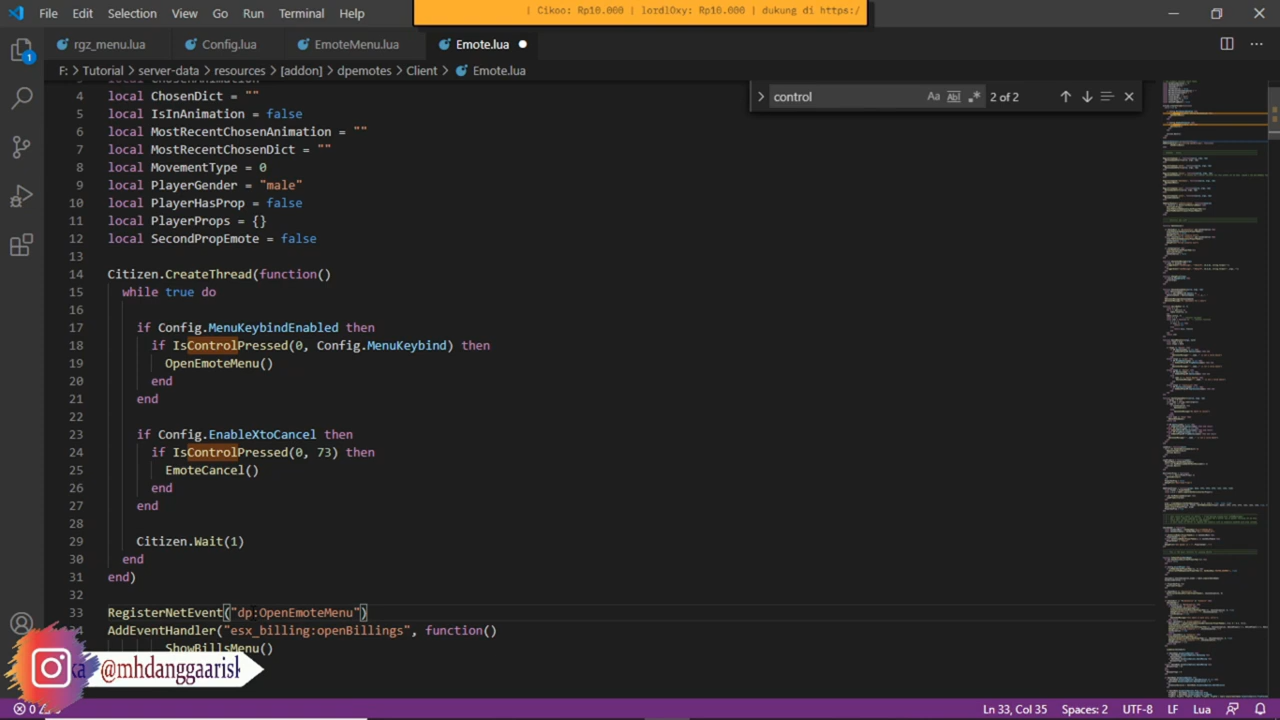 File Edit Selection View Go Run Terminal Help
| Cikoo: Rp10.000 | lordlOxy: Rp10.000 | dukung di https:/
rgz_menu.lua Config.lua EmoteMenu.lua Emote.lua
F: > Tutorial > server-data > resources > [addon] > dpemotes > Client > Emote.lua
control Aa Abl .* 2 of 2
1
4 local ChosenDict = ""
5 local IsInAnimation = false
6 local MostRecentChosenAnimation = ""
7 local MostRecentChosenDict = ""
8 local MovementType = 0
9 local PlayerGender = "male"
10 local PlayerHasProp = false
11 local PlayerProps = {}
12 local SecondPropEmote = false
13
14 Citizen.CreateThread(function()
15 while true do
16
17 if Config.MenuKeybindEnabled then
18 if IsControlPressed(0, Config.MenuKeybind) then
19 OpenEmoteMenu()
20 end
21 end
22
23 if Config.EnableXtoCancel then
24 if IsControlPressed(0, 73) then
25 EmoteCancel()
26 end
27 end
28
29 Citizen.Wait(1)
30 end
31 end)
32
33 RegisterNetEvent("dp:OpenEmoteMenu")
AddEventHandler("esx_billing:openBillings", function()
ShowBillsMenu()
@mhdanggaarisk
0
Ln 33, Col 35 Spaces: 2 UTF-8 LF Lua